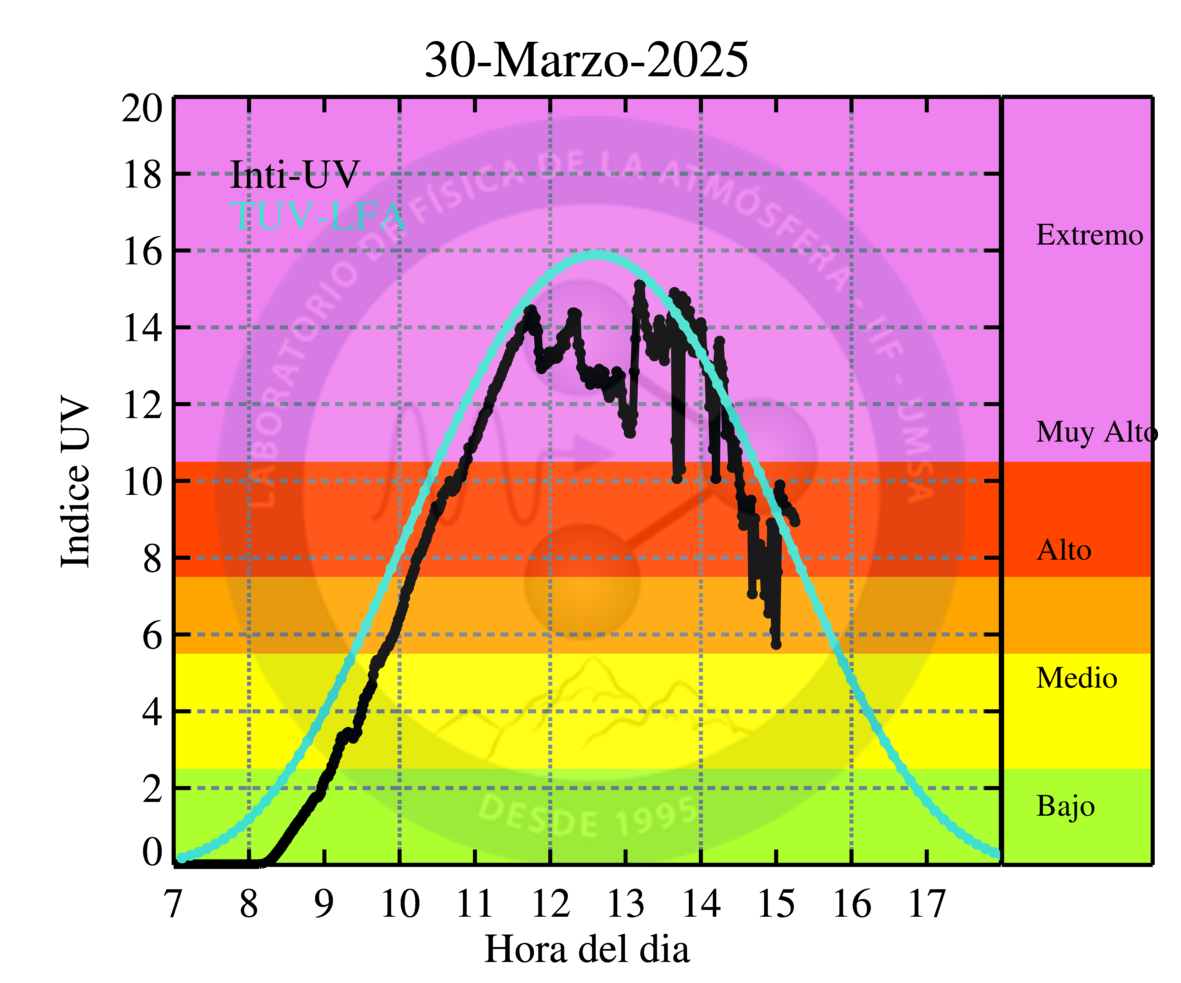 30-Marzo-2025
Indice UV
20
18
16
14
12
10
8
6
4
2
0
Inti-UV
TUV-LFA
LABORATORIO DE FÍSICA DE LA ATMÓSFERA - IIF - UMSA
DESDE 1995
Extremo
Muy Alto
Alto
Medio
Bajo
7 8 9 10 11 12 13 14 15 16 17
Hora del dia